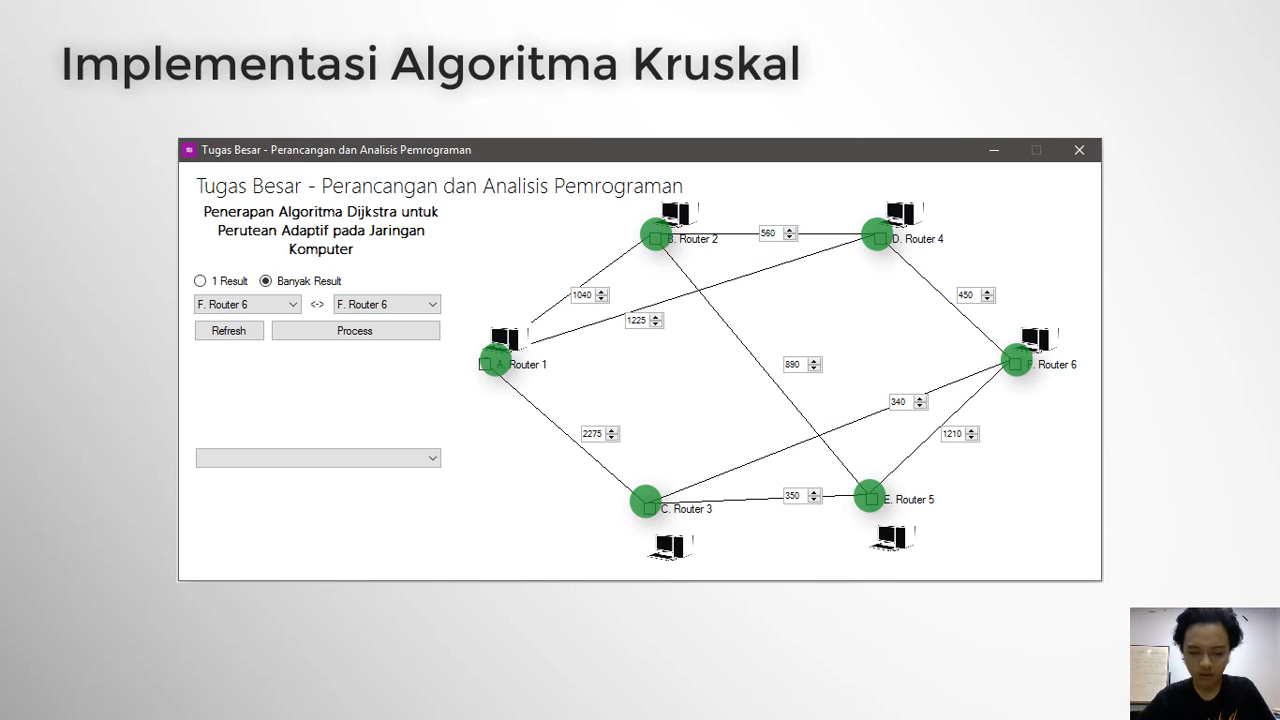 Implementasi Algoritma Kruskal
Tugas Besar - Perancangan dan Analisis Pemrograman
Tugas Besar - Perancangan dan Analisis Pemrograman
Penerapan Algoritma Dijkstra untuk
Perutean Adaptif pada Jaringan
Komputer
1 Result
Banyak Result
F. Router 6
<->
F. Router 6
Refresh
Process
B. Router 2
560
D. Router 4
1040
450
1225
A. Router 1
890
F. Router 6
340
2275
1210
350
E. Router 5
C. Router 3